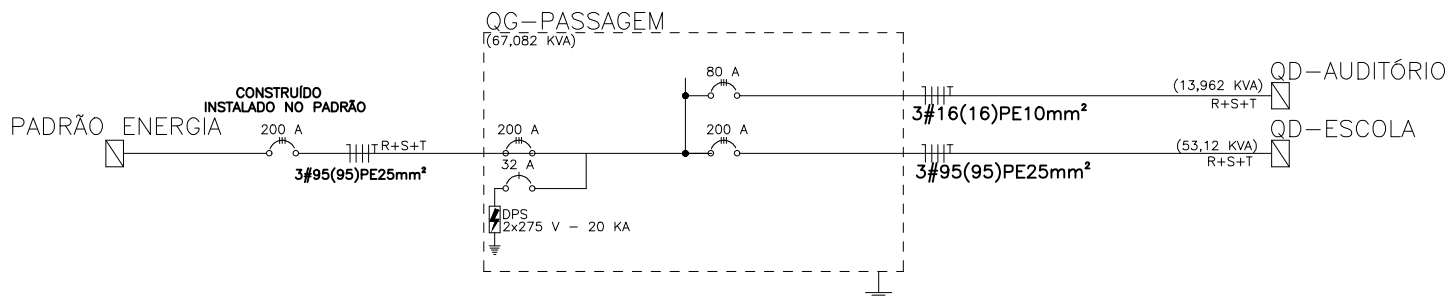 QG-PASSAGEM
(67,082 KVA)
80 A
(13,962 KVA)
QD-AUDITÓRIO
R+S+T
3#16(16)PE10mm²
CONSTRUÍDO
INSTALADO NO PADRÃO
PADRÃO ENERGIA
200 A
R+S+T
3#95(95)PE25mm²
200 A
200 A
(53,12 KVA)
QD-ESCOLA
R+S+T
3#95(95)PE25mm²
32 A
DPS
2x275 V - 20 KA